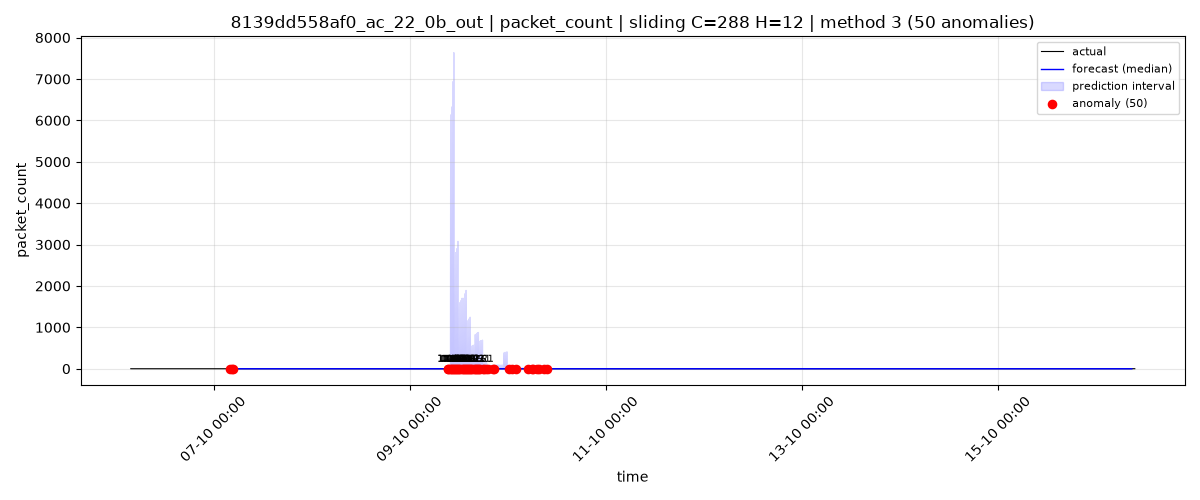 8139dd558af0_ac_22_0b_out | packet_count | sliding C=288 H=12 | method 3 (50 anomalies)
actual
forecast (median)
prediction interval
anomaly (50)
packet_count
8000
7000
6000
5000
4000
3000
2000
1000
0
07-10 00:00
09-10 00:00
11-10 00:00
13-10 00:00
15-10 00:00
time